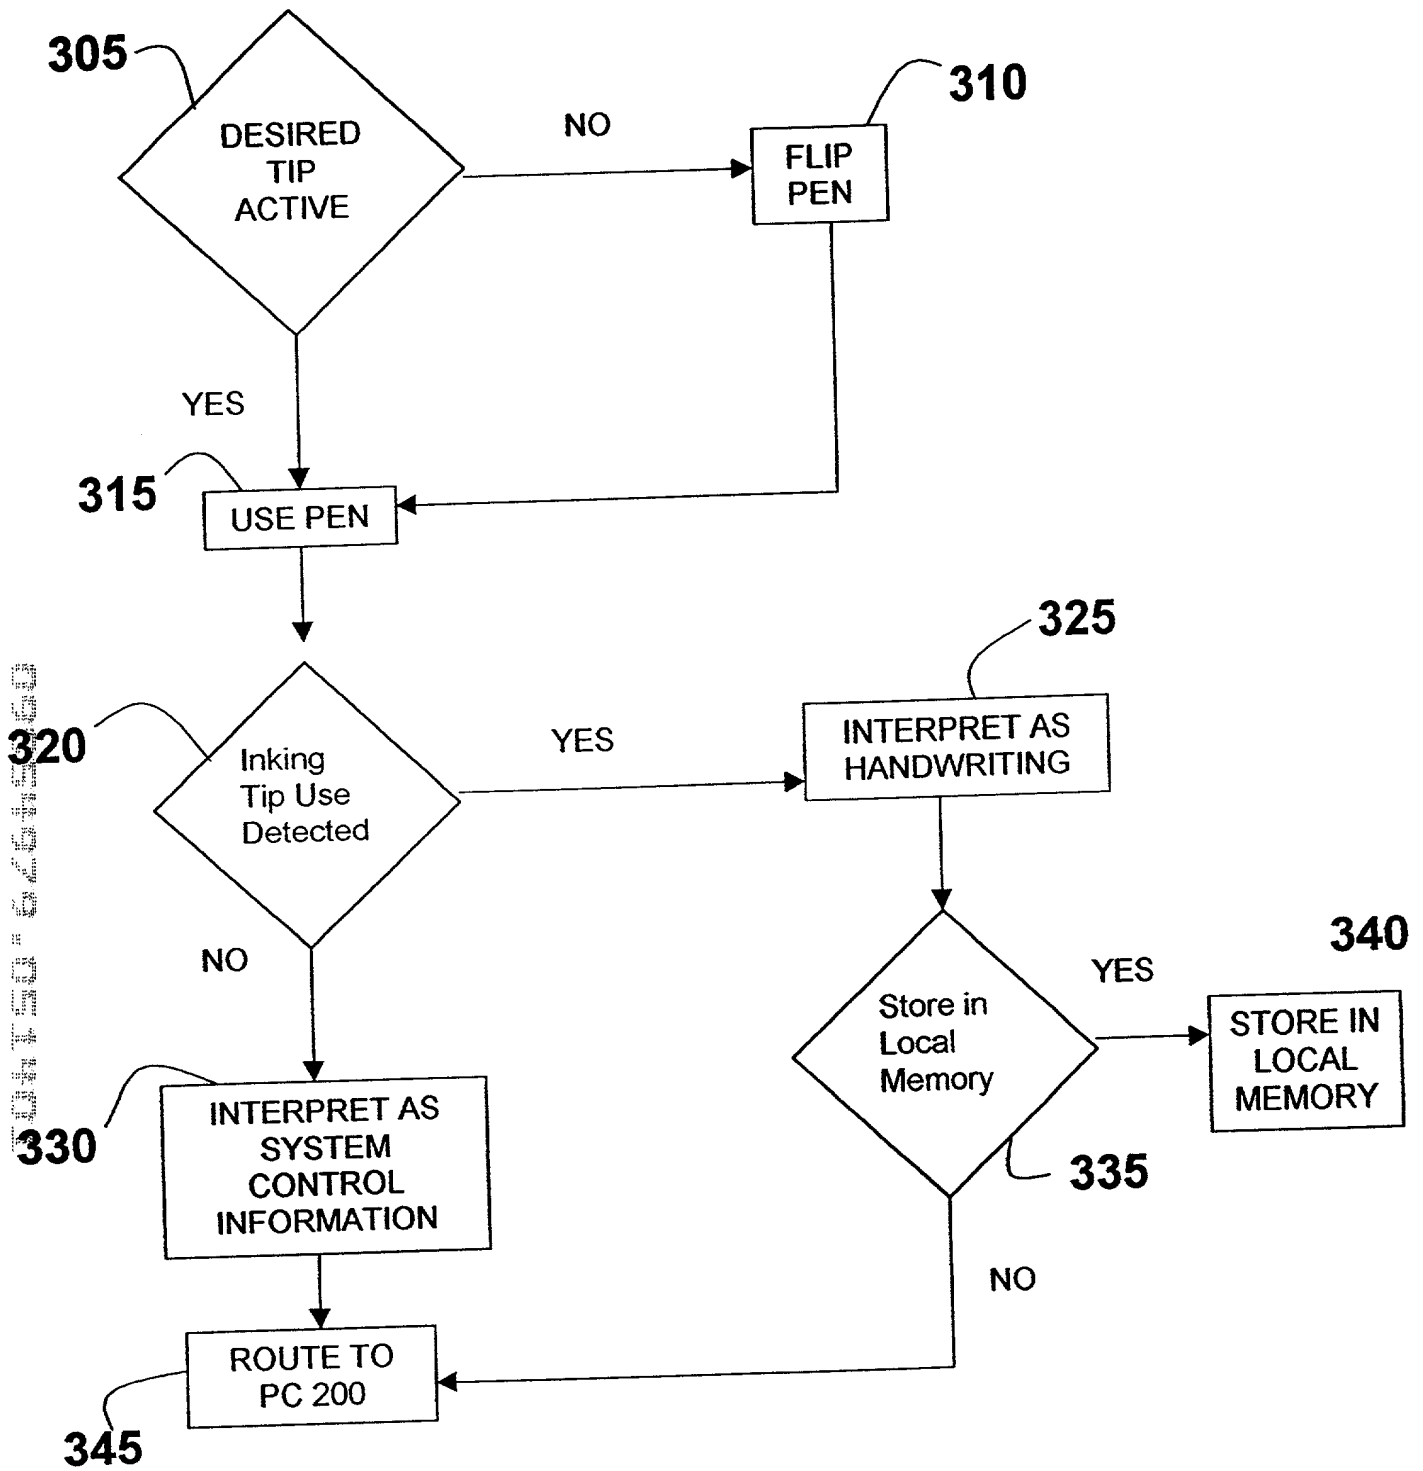 305
DESIRED
TIP
ACTIVE
NO
310
FLIP
PEN
YES
315
USE PEN
320
Inking
Tip Use
Detected
YES
325
INTERPRET AS
HANDWRITING
NO
Store in
Local
Memory
YES
340
STORE IN
LOCAL
MEMORY
335
330
INTERPRET AS
SYSTEM
CONTROL
INFORMATION
NO
ROUTE TO
PC 200
345